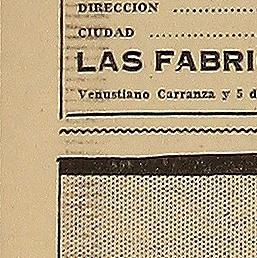 DIRECCION
CIUDAD
LAS FABRI
Venustiano Carranza y 5 d